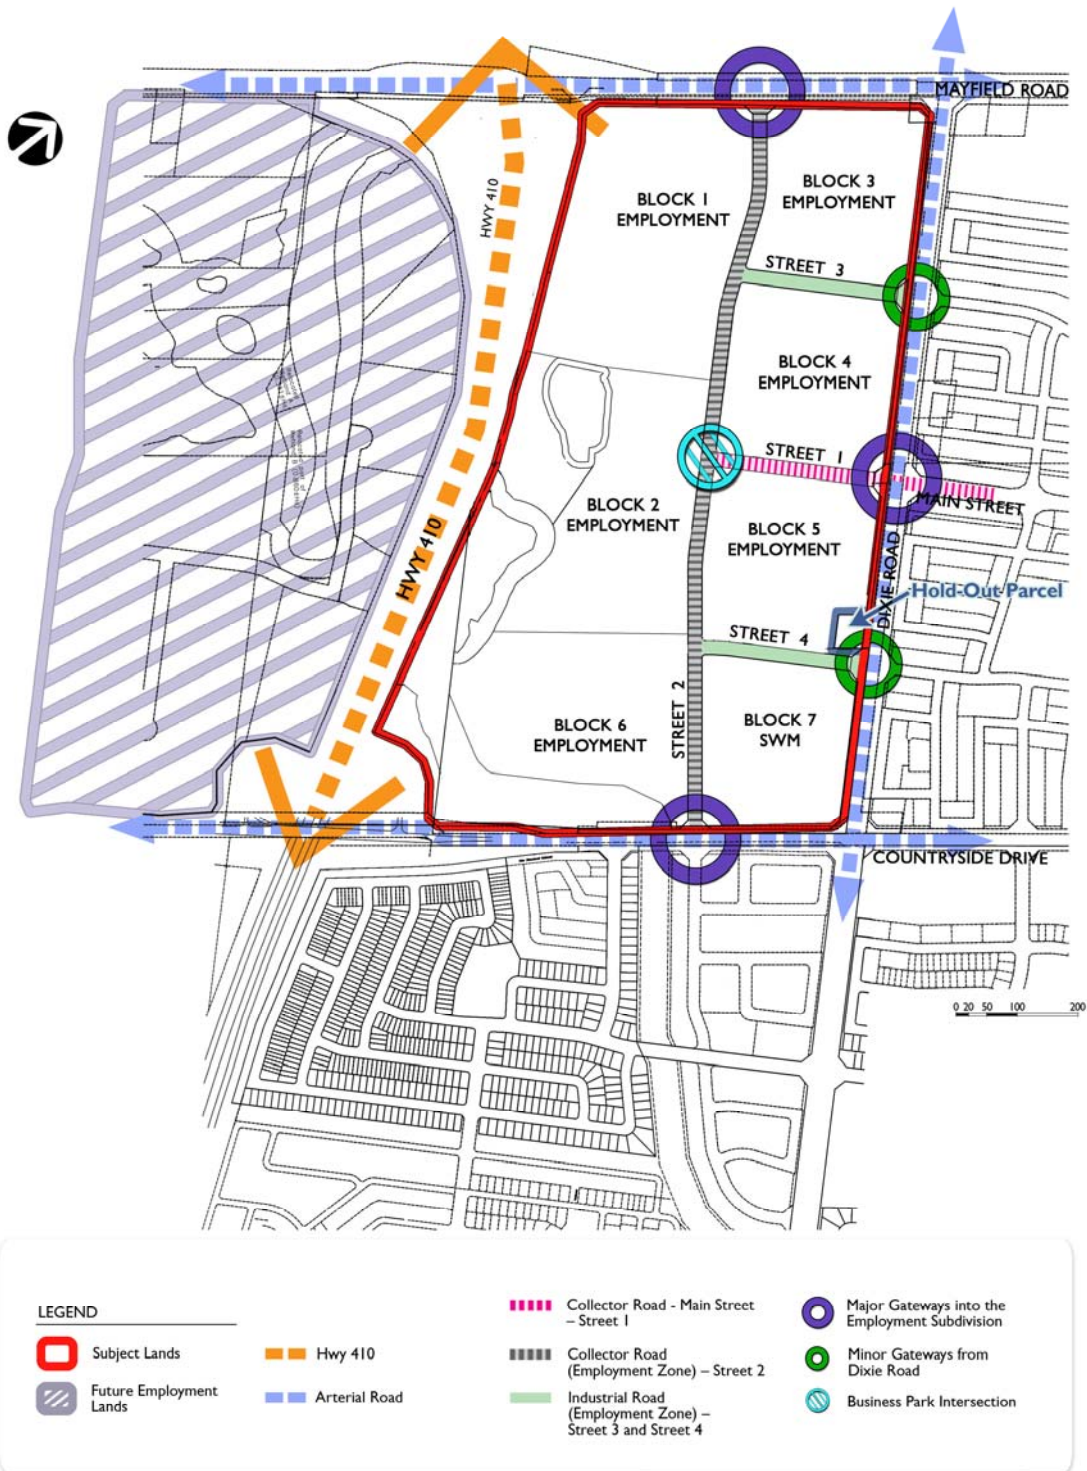 MAYFIELD ROAD
HWY 410
BLOCK 1
EMPLOYMENT
BLOCK 3
EMPLOYMENT
STREET 3
BLOCK 4
EMPLOYMENT
STREET 1
MAIN STREET
BLOCK 2
EMPLOYMENT
BLOCK 5
EMPLOYMENT
HWY 410
DIXIE ROAD
Hold-Out Parcel
STREET 4
STREET 2
BLOCK 6
EMPLOYMENT
BLOCK 7
SWM
COUNTRYSIDE DRIVE
0 20 50 100 200
LEGEND
Subject Lands
Future Employment
Lands
Hwy 410
Arterial Road
Collector Road - Main Street
– Street 1
Collector Road
(Employment Zone) – Street 2
Industrial Road
(Employment Zone) –
Street 3 and Street 4
Major Gateways into the
Employment Subdivision
Minor Gateways from
Dixie Road
Business Park Intersection